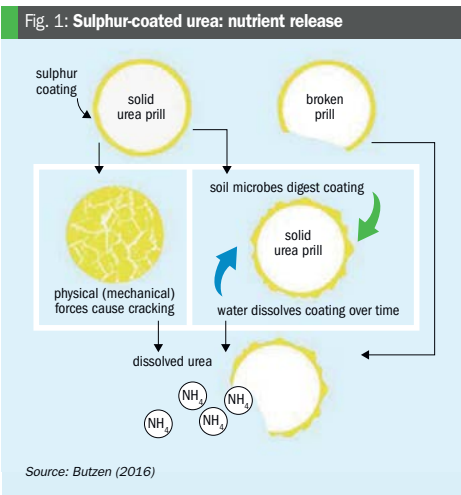 Fig. 1: Sulphur-coated urea: nutrient release
sulphur
coating
solid
urea prill
broken
prill
soil microbes digest coating
solid
urea prill
physical (mechanical)
forces cause cracking
water dissolves coating over time
dissolved urea
NH4
NH4
NH4
NH4
Source: Butzen (2016)